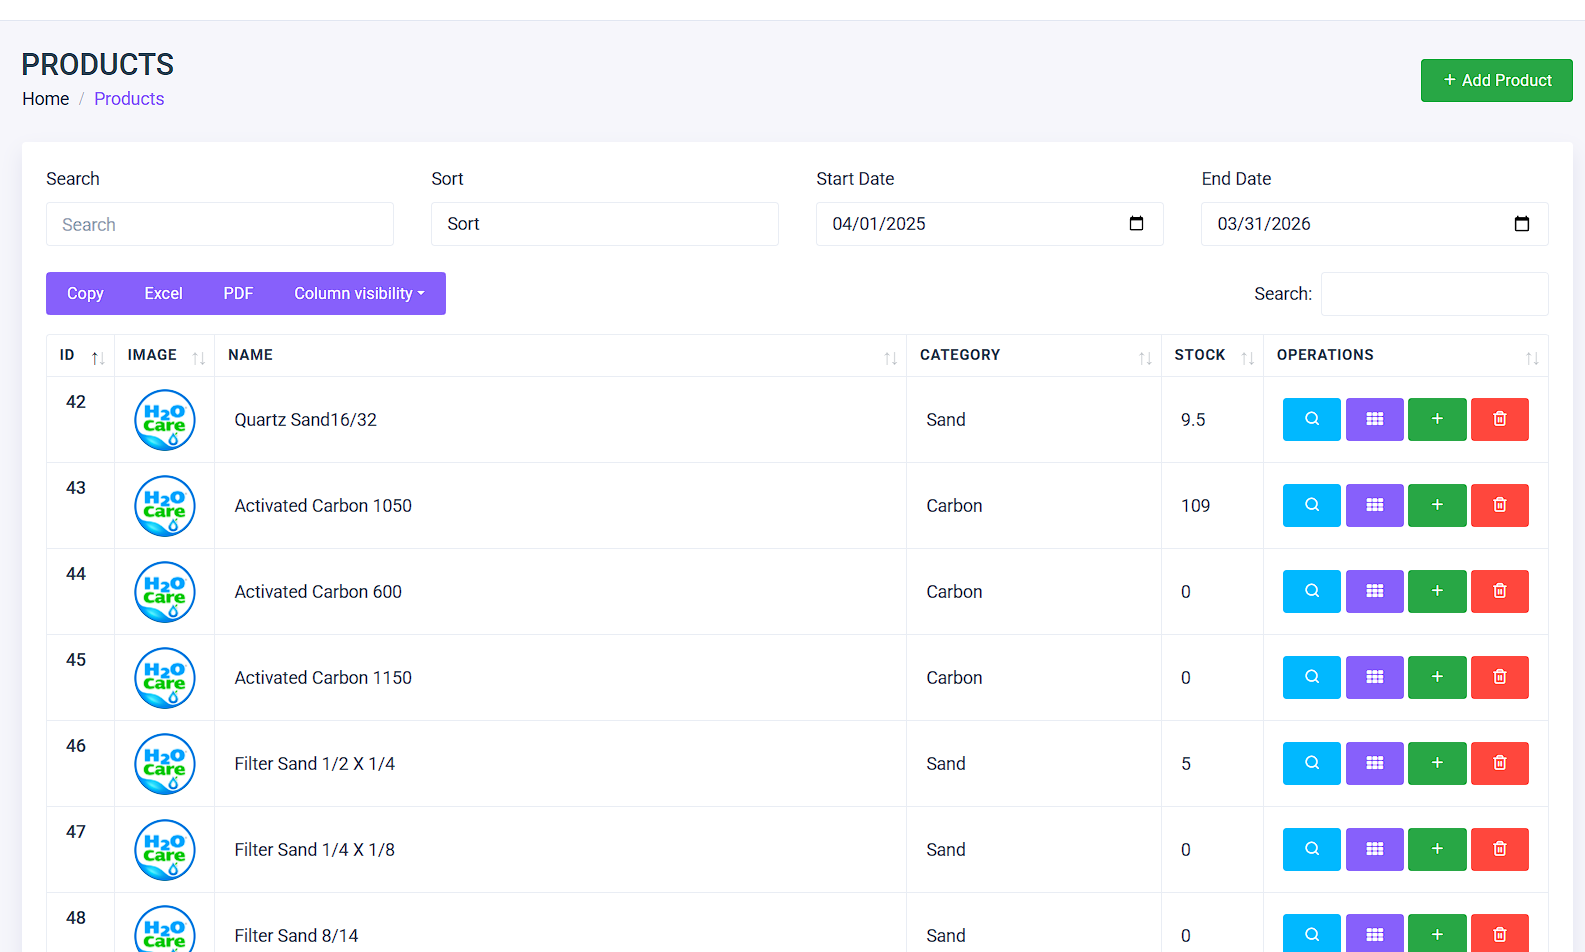 PRODUCTS
Home / Products
+ Add Product
Search
Sort
Start Date
End Date
Search
Sort
04/01/2025
03/31/2026
Copy Excel PDF Column visibility
Search:
ID IMAGE NAME CATEGORY STOCK OPERATIONS
42 H2O Care Quartz Sand16/32 Sand 9.5
43 H2O Care Activated Carbon 1050 Carbon 109
44 H2O Care Activated Carbon 600 Carbon 0
45 H2O Care Activated Carbon 1150 Carbon 0
46 H2O Care Filter Sand 1/2 X 1/4 Sand 5
47 H2O Care Filter Sand 1/4 X 1/8 Sand 0
48 H2O Care Filter Sand 8/14 Sand 0